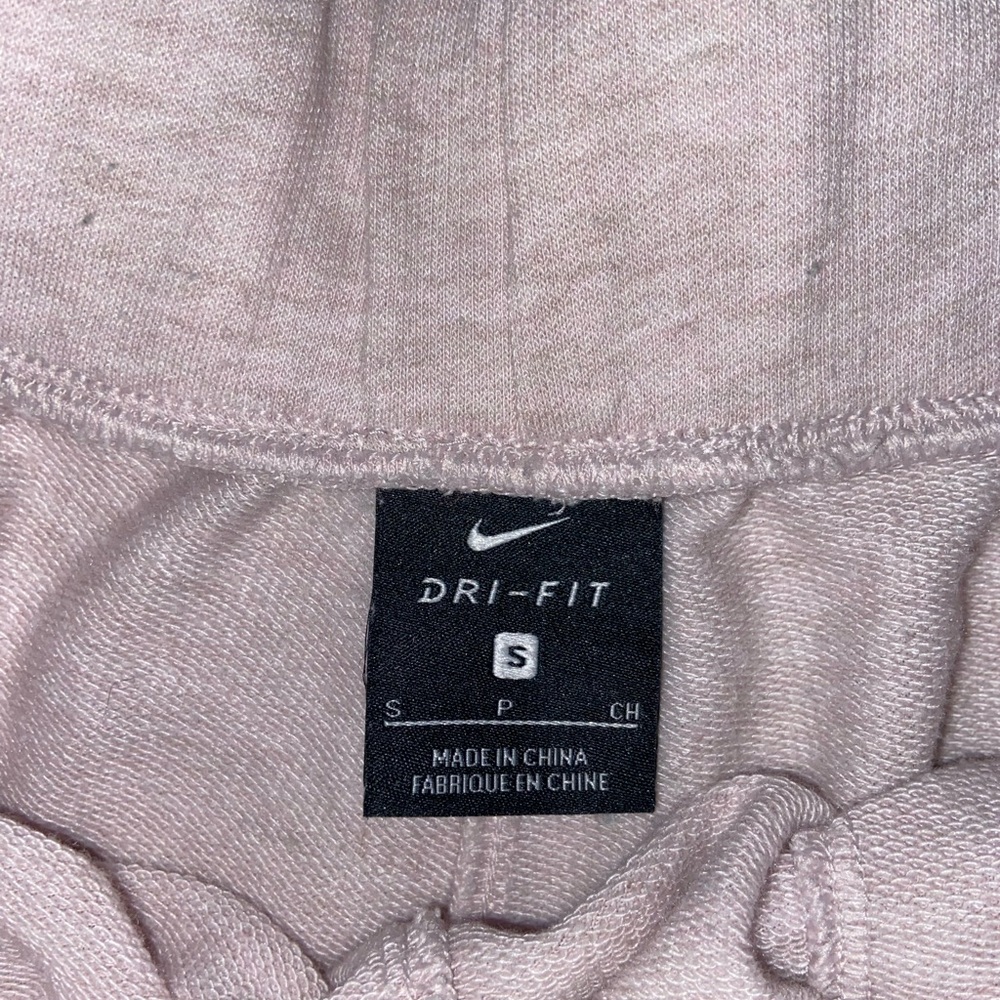 DRI-FIT
S
S P CH
MADE IN CHINA
FABRIQUE EN CHINE